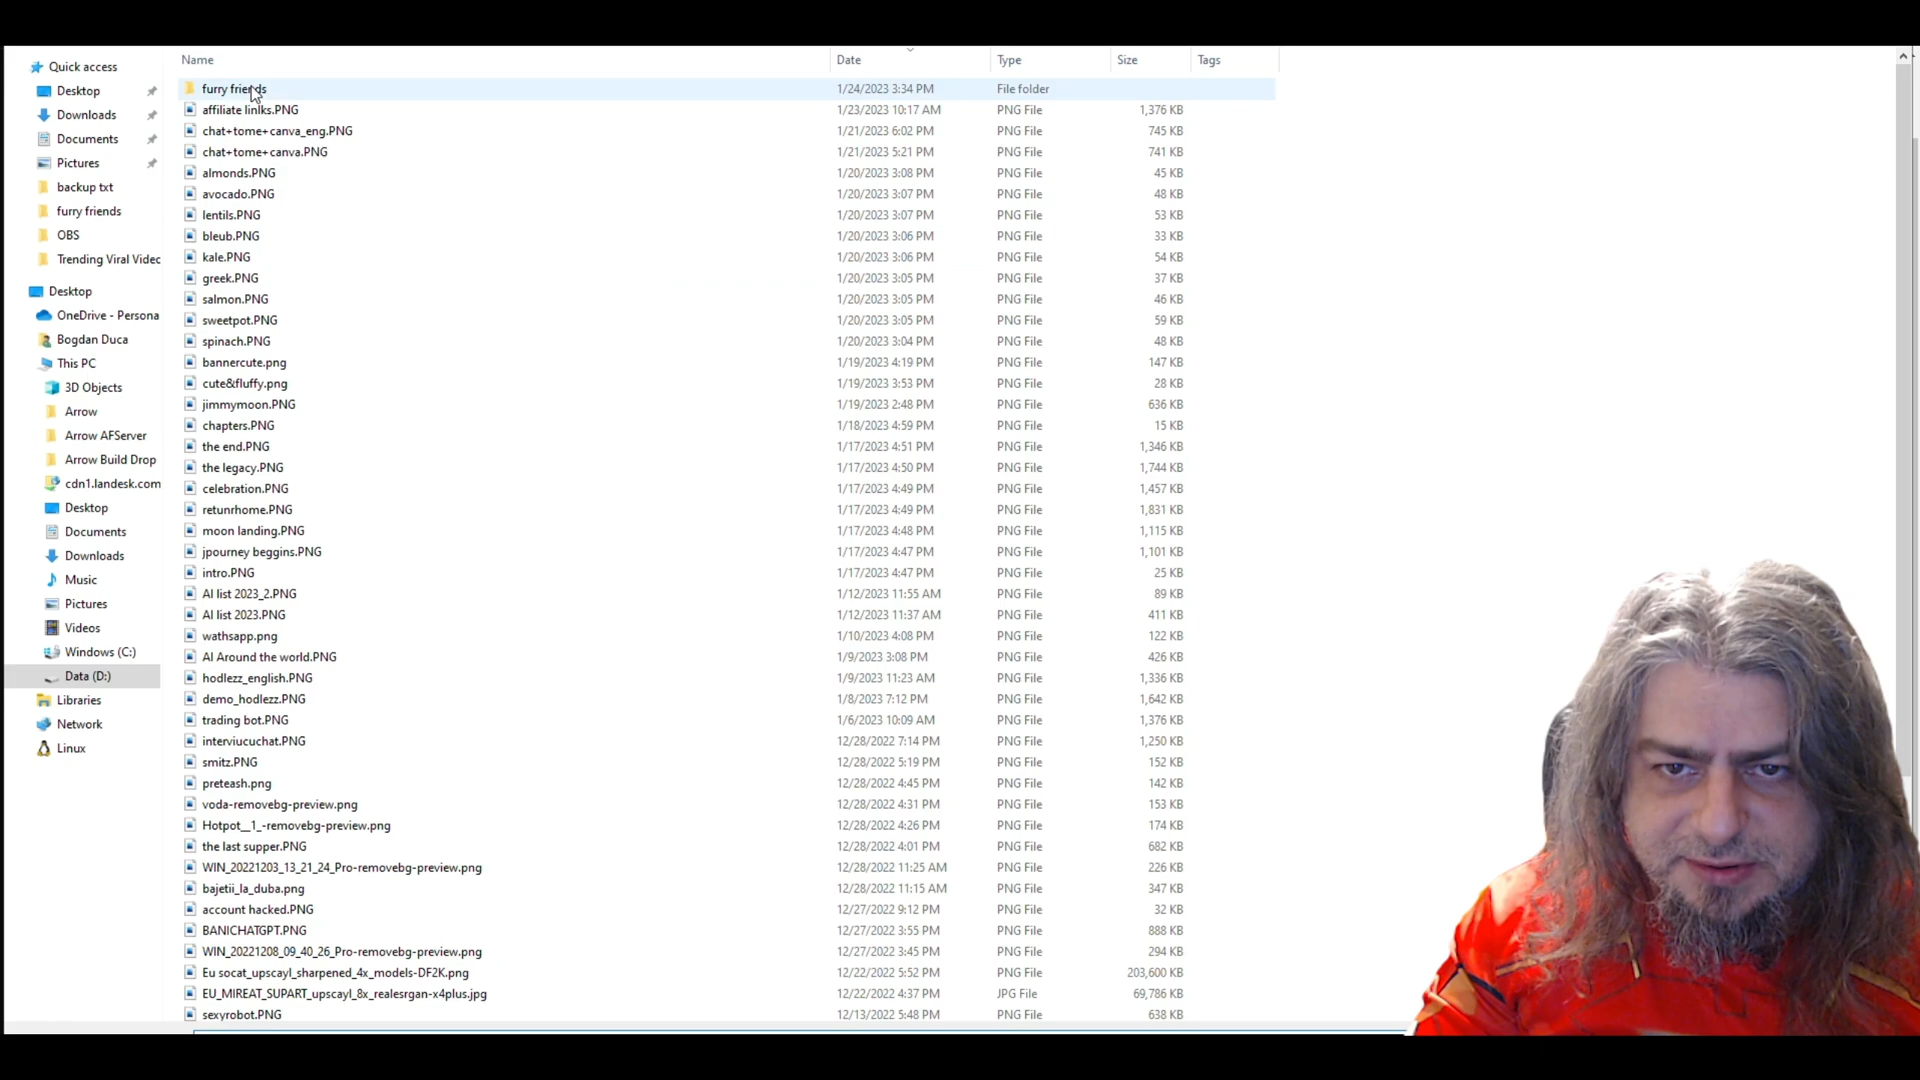 Name Date Type Size Tags
Quick access
Desktop
Downloads
Documents
Pictures
backup txt
furry friends
OBS
Trending Viral Videc
Desktop
OneDrive - Persona
Bogdan Duca
This PC
3D Objects
Arrow
Arrow AFServer
Arrow Build Drop
cdn1.landesk.com
Desktop
Documents
Downloads
Music
Pictures
Videos
Windows (C:)
Data (D:)
Libraries
Network
Linux
furry friends 1/24/2023 3:34 PM File folder
affiliate linlks.PNG 1/23/2023 10:17 AM PNG File 1,376 KB
chat+tome+canva_eng.PNG 1/21/2023 6:02 PM PNG File 745 KB
chat+tome+canva.PNG 1/21/2023 5:21 PM PNG File 741 KB
almonds.PNG 1/20/2023 3:08 PM PNG File 45 KB
avocado.PNG 1/20/2023 3:07 PM PNG File 48 KB
lentils.PNG 1/20/2023 3:07 PM PNG File 53 KB
bleub.PNG 1/20/2023 3:06 PM PNG File 33 KB
kale.PNG 1/20/2023 3:06 PM PNG File 54 KB
greek.PNG 1/20/2023 3:05 PM PNG File 37 KB
salmon.PNG 1/20/2023 3:05 PM PNG File 46 KB
sweetpot.PNG 1/20/2023 3:05 PM PNG File 59 KB
spinach.PNG 1/20/2023 3:04 PM PNG File 48 KB
bannercute.png 1/19/2023 4:19 PM PNG File 147 KB
cute&fluffy.png 1/19/2023 3:53 PM PNG File 28 KB
jimmymoon.PNG 1/19/2023 2:48 PM PNG File 636 KB
chapters.PNG 1/18/2023 4:59 PM PNG File 15 KB
the end.PNG 1/17/2023 4:51 PM PNG File 1,346 KB
the legacy.PNG 1/17/2023 4:50 PM PNG File 1,744 KB
celebration.PNG 1/17/2023 4:49 PM PNG File 1,457 KB
retunrhome.PNG 1/17/2023 4:49 PM PNG File 1,831 KB
moon landing.PNG 1/17/2023 4:48 PM PNG File 1,115 KB
jpourney beggins.PNG 1/17/2023 4:47 PM PNG File 1,101 KB
intro.PNG 1/17/2023 4:47 PM PNG File 25 KB
AI list 2023_2.PNG 1/12/2023 11:55 AM PNG File 89 KB
AI list 2023.PNG 1/12/2023 11:37 AM PNG File 411 KB
wathsapp.png 1/10/2023 4:08 PM PNG File 122 KB
AI Around the world.PNG 1/9/2023 3:08 PM PNG File 426 KB
hodlezz_english.PNG 1/9/2023 11:23 AM PNG File 1,336 KB
demo_hodlezz.PNG 1/8/2023 7:12 PM PNG File 1,642 KB
trading bot.PNG 1/6/2023 10:09 AM PNG File 1,376 KB
interviucuchat.PNG 12/28/2022 7:14 PM PNG File 1,250 KB
smitz.PNG 12/28/2022 5:19 PM PNG File 152 KB
preteash.png 12/28/2022 4:45 PM PNG File 142 KB
voda-removebg-preview.png 12/28/2022 4:31 PM PNG File 153 KB
Hotpot__1_-removebg-preview.png 12/28/2022 4:26 PM PNG File 174 KB
the last supper.PNG 12/28/2022 4:01 PM PNG File 682 KB
WIN_20221203_13_21_24_Pro-removebg-preview.png 12/28/2022 11:25 AM PNG File 226 KB
bajetii_la_duba.png 12/28/2022 11:15 AM PNG File 347 KB
account hacked.PNG 12/27/2022 9:12 PM PNG File 32 KB
BANICHATGPT.PNG 12/27/2022 3:55 PM PNG File 888 KB
WIN_20221208_09_40_26_Pro-removebg-preview.png 12/27/2022 3:45 PM PNG File 294 KB
Eu socat_upscayl_sharpened_4x_models-DF2K.png 12/22/2022 5:52 PM PNG File 203,600 KB
EU_MIREAT_SUPART_upscayl_8x_realesrgan-x4plus.jpg 12/22/2022 4:37 PM JPG File 69,786 KB
sexyrobot.PNG 12/13/2022 5:48 PM PNG File 638 KB